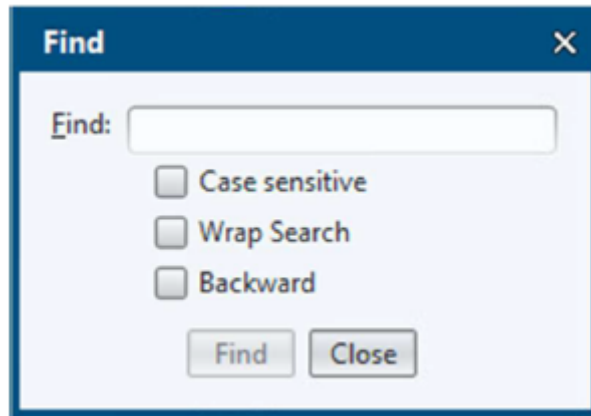 Find
Find:
Case sensitive
Wrap Search
Backward
Find Close